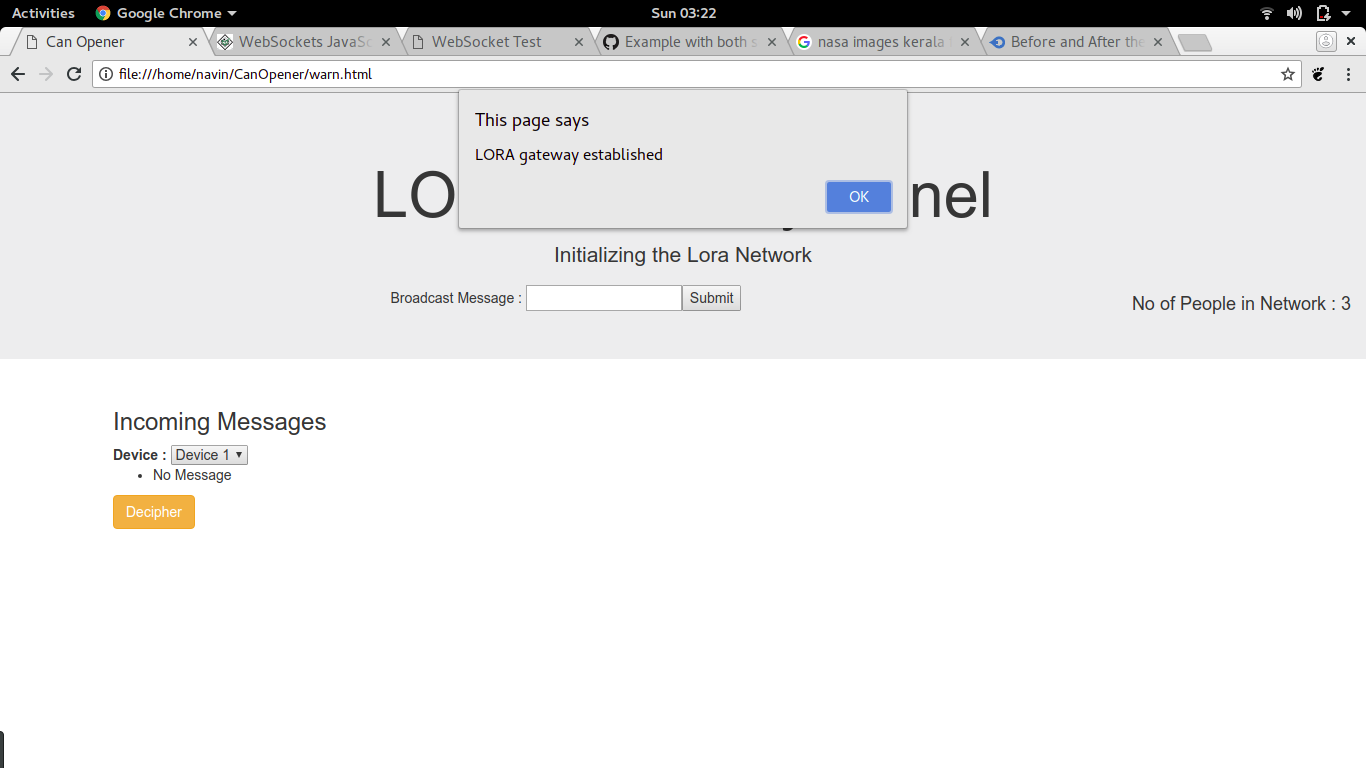 Activities Google Chrome Sun 03:22
Can Opener WebSockets JavaSc WebSocket Test Example with both s nasa images kerala Before and After the
file:///home/navin/CanOpener/warn.html
This page says
LORA gateway established
OK
LO nel
Initializing the Lora Network
Broadcast Message : Submit
No of People in Network : 3
Incoming Messages
Device : Device 1
No Message
Decipher